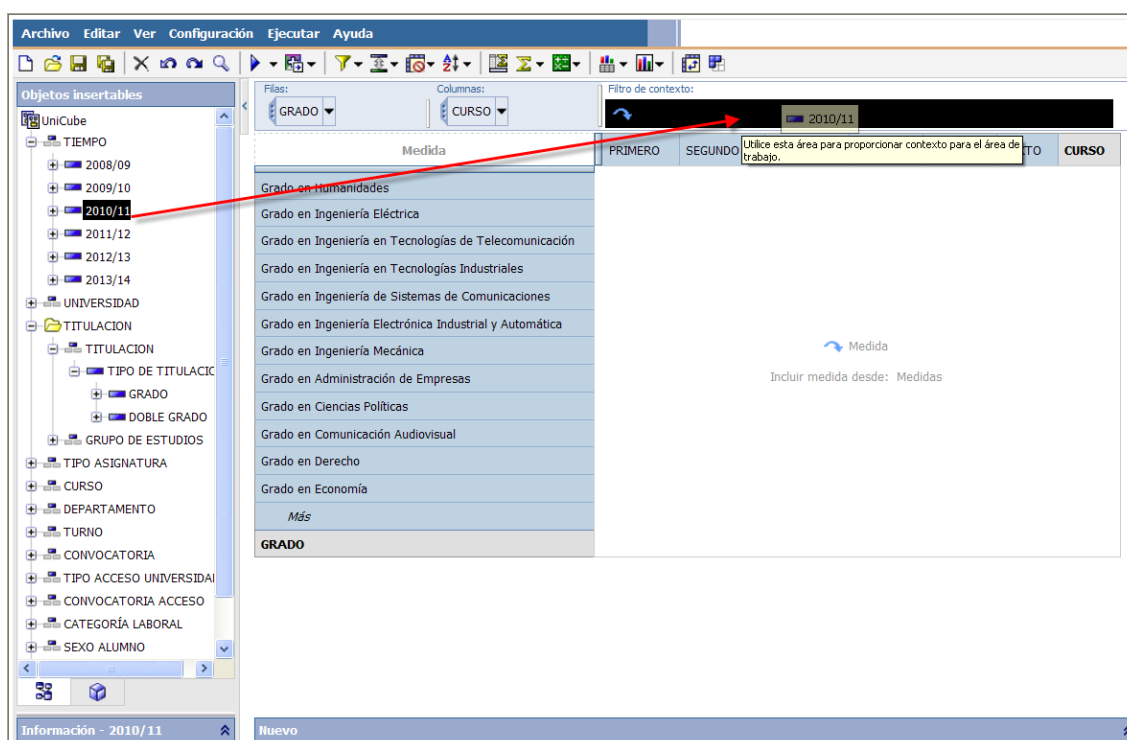 Archivo Editar Ver Configuración Ejecutar Ayuda
Objetos insertables
UniCube
TIEMPO
2008/09
2009/10
2010/11
2011/12
2012/13
2013/14
UNIVERSIDAD
TITULACION
TITULACION
TIPO DE TITULACIC
GRADO
DOBLE GRADO
GRUPO DE ESTUDIOS
TIPO ASIGNATURA
CURSO
DEPARTAMENTO
TURNO
CONVOCATORIA
TIPO ACCESO UNIVERSIDAI
CONVOCATORIA ACCESO
CATEGORÍA LABORAL
SEXO ALUMNO
Información - 2010/11
Filas: Columnas: Filtro de contexto:
GRADO CURSO 2010/11
Medida PRIMERO SEGUNDO TO CURSO
Utilice esta área para proporcionar contexto para el área de
trabajo.
Grado en Humanidades
Grado en Ingeniería Eléctrica
Grado en Ingeniería en Tecnologías de Telecomunicación
Grado en Ingeniería en Tecnologías Industriales
Grado en Ingeniería de Sistemas de Comunicaciones
Grado en Ingeniería Electrónica Industrial y Automática
Grado en Ingeniería Mecánica
Grado en Administración de Empresas
Grado en Ciencias Políticas
Grado en Comunicación Audiovisual
Grado en Derecho
Grado en Economía
Más
GRADO
Medida
Incluir medida desde: Medidas
Nuevo